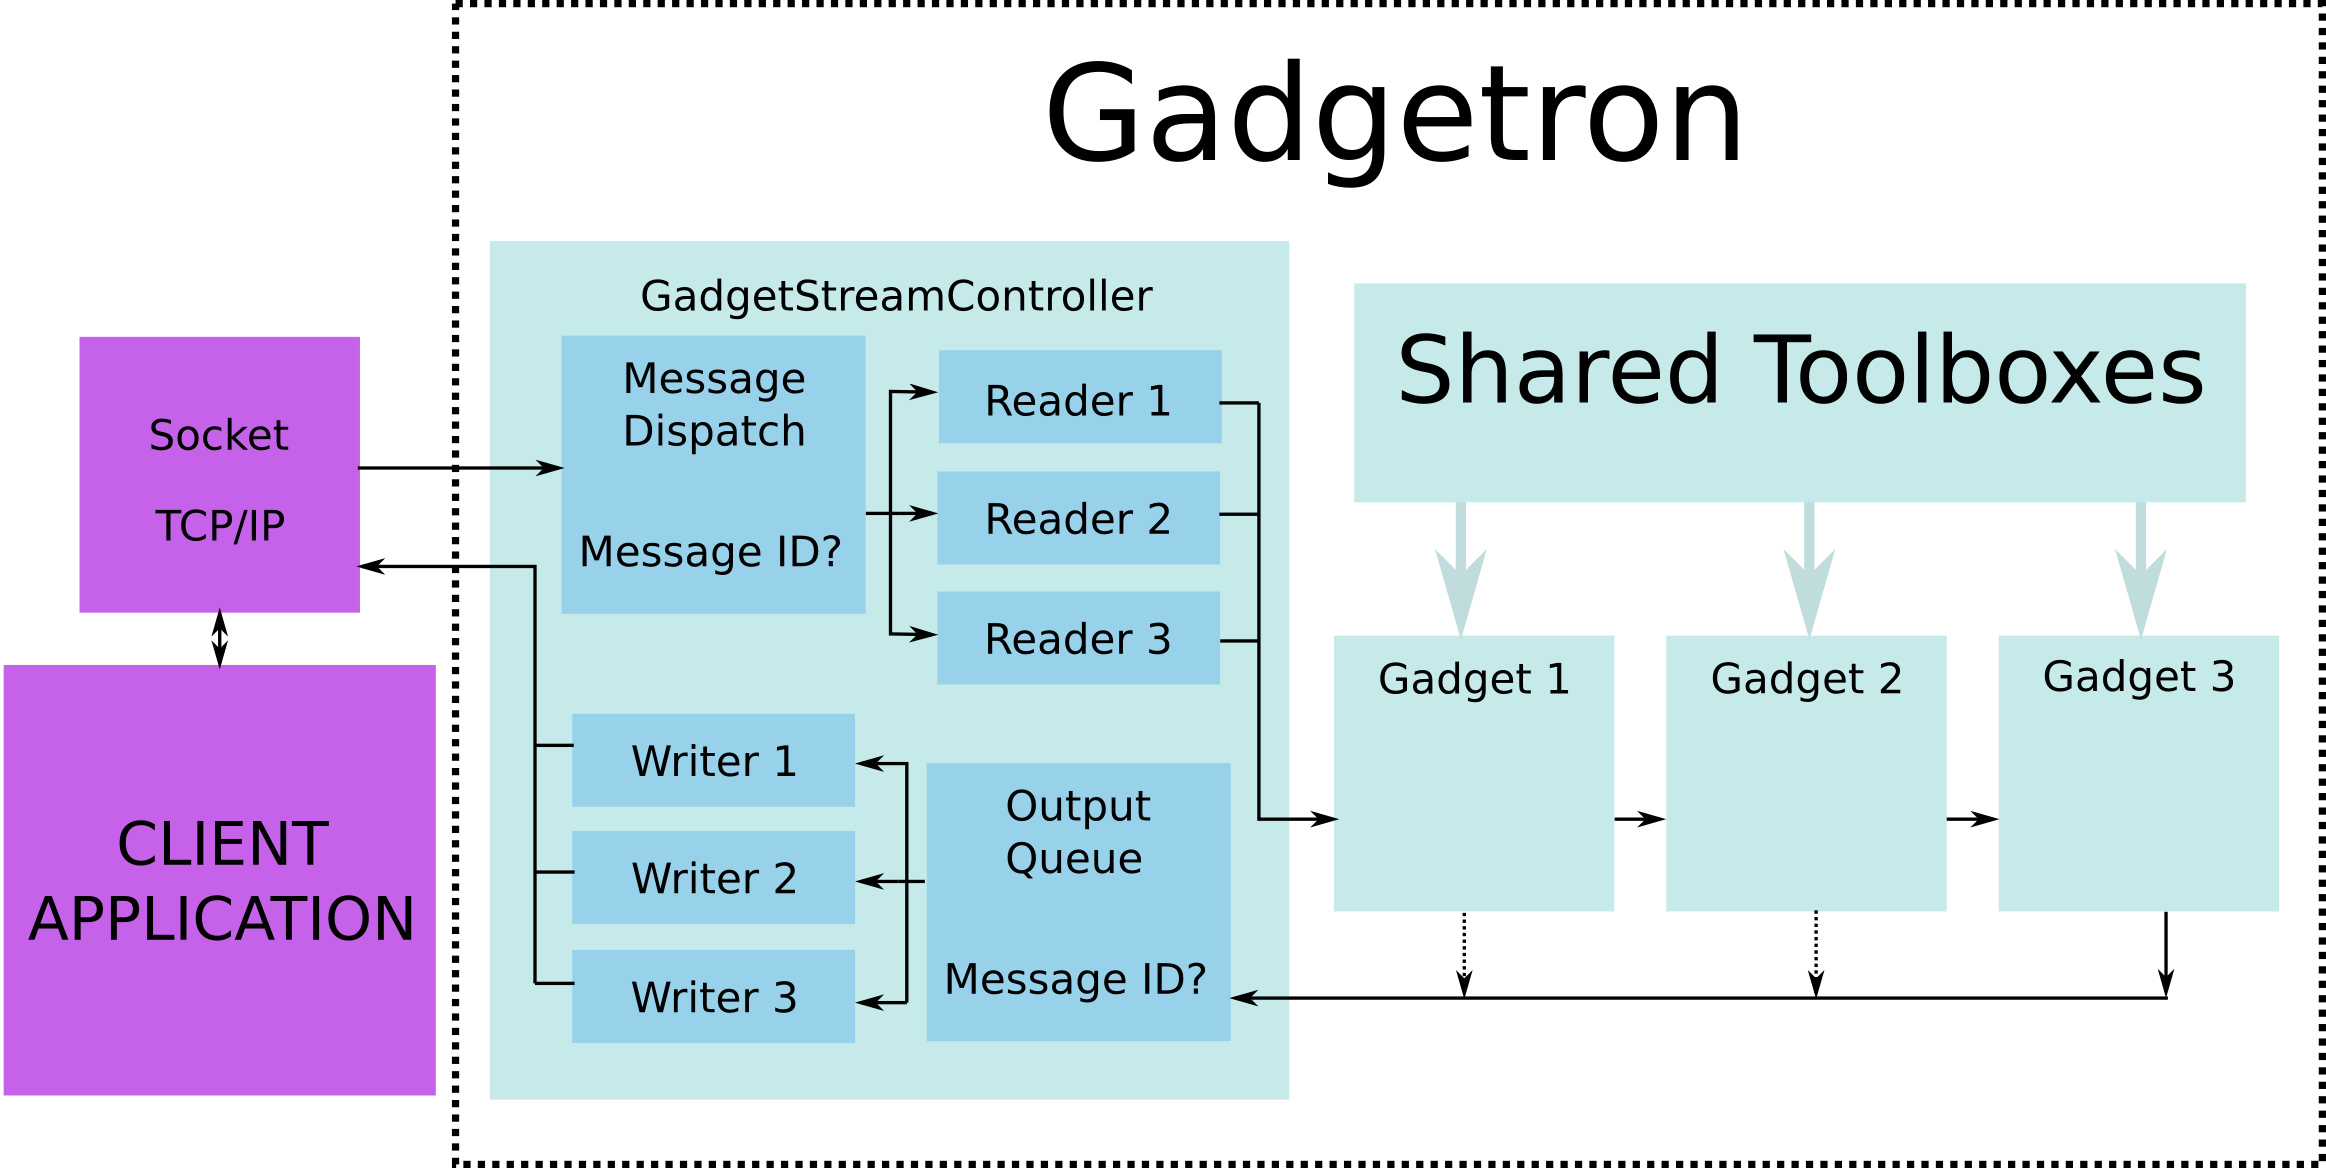 Gadgetron
GadgetStreamController
Shared Toolboxes
Socket
TCP/IP
CLIENT
APPLICATION
Message
Dispatch
Message ID?
Reader 1
Reader 2
Reader 3
Writer 1
Writer 2
Writer 3
Output
Queue
Message ID?
Gadget 1
Gadget 2
Gadget 3